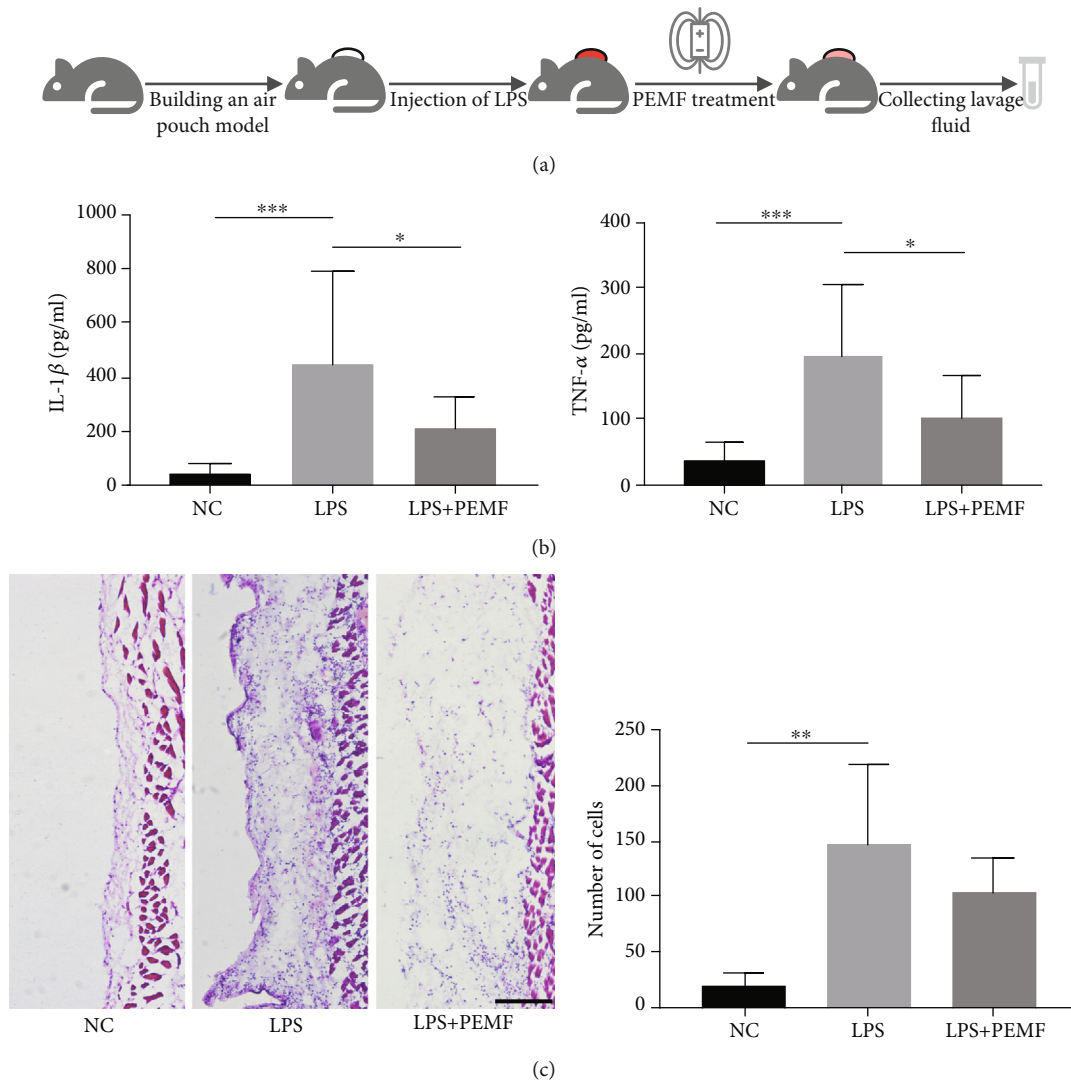 +
−
Building an air
pouch model
Injection of LPS
PEMF treatment
Collecting lavage
fluid
(a)
IL-1β (pg/ml)
1000
800
600
400
200
0
***
*
NC
LPS
LPS+PEMF
TNF-α (pg/ml)
400
300
200
100
0
***
*
NC
LPS
LPS+PEMF
(b)
NC
LPS
LPS+PEMF
Number of cells
250
200
150
100
50
0
**
NC
LPS
LPS+PEMF
(c)